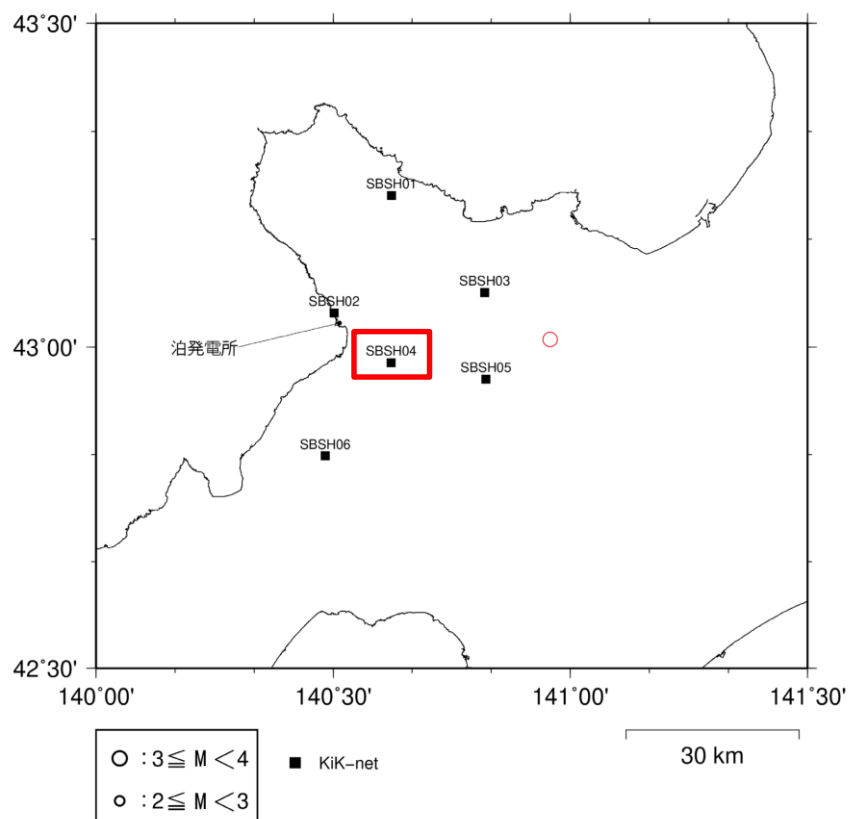 43˚30'
SBSH01
SBSH03
SBSH02
泊発電所
43˚00'
SBSH04
SBSH05
SBSH06
42˚30'
140˚00'
140˚30'
141˚00'
141˚30'
:3≦ M <4
KiK−net
30 km
:2≦ M <3